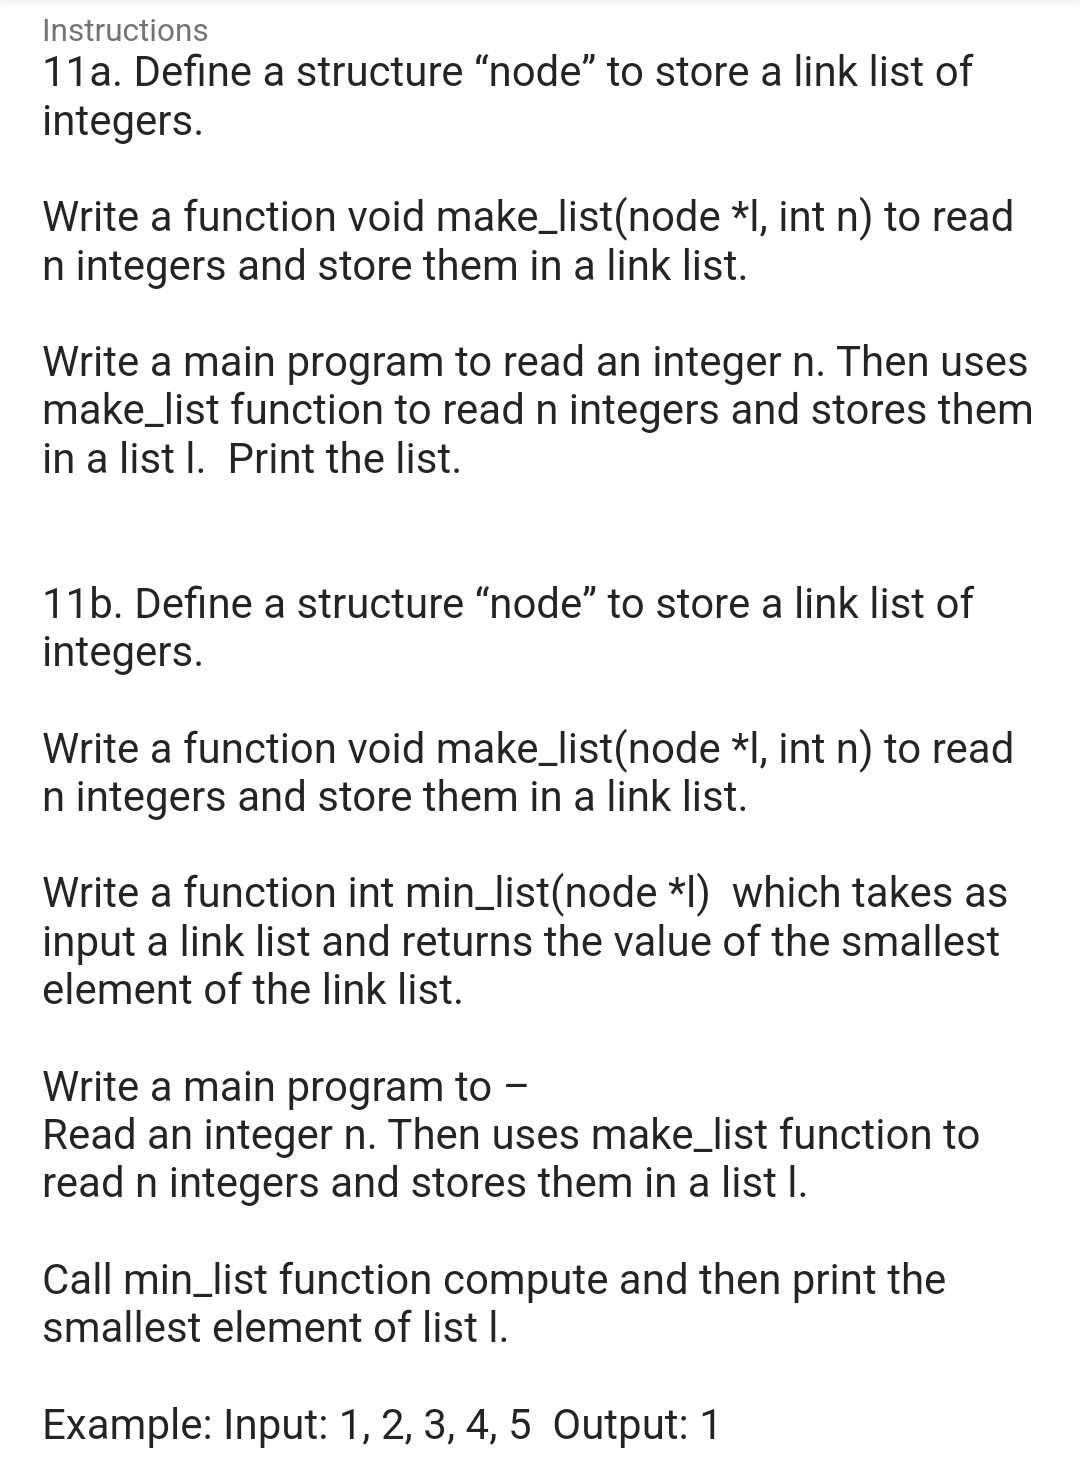 Instructions
11a. Define a structure “node” to store a link list of
integers.
Write a function void make_list(node *l, int n) to read
n integers and store them in a link list.
Write a main program to read an integer n. Then uses
make_list function to read n integers and stores them
in a list l.  Print the list.
11b. Define a structure “node” to store a link list of
integers.
Write a function void make_list(node *l, int n) to read
n integers and store them in a link list.
Write a function int min_list(node *l)  which takes as
input a link list and returns the value of the smallest
element of the link list.
Write a main program to –
Read an integer n. Then uses make_list function to
read n integers and stores them in a list l.
Call min_list function compute and then print the
smallest element of list l.
Example: Input: 1, 2, 3, 4, 5  Output: 1